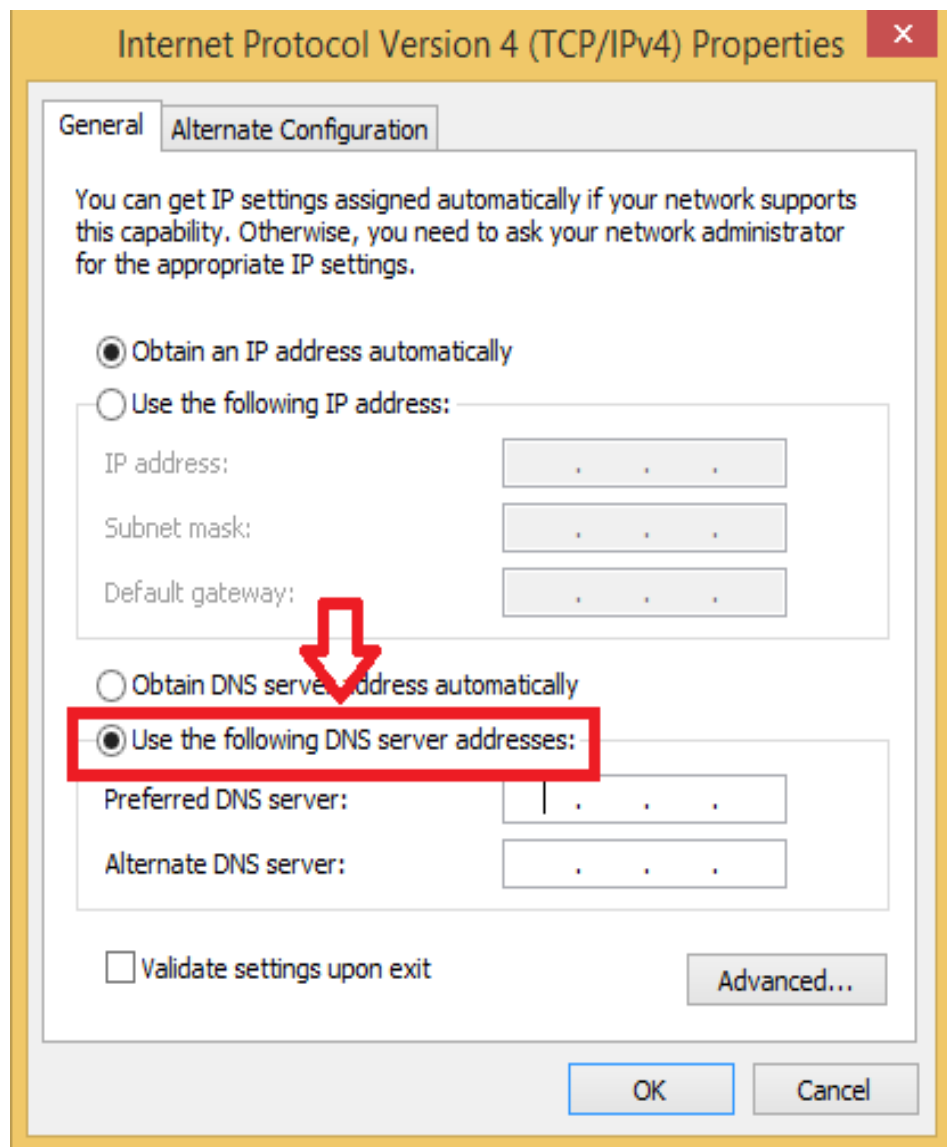 Internet Protocol Version 4 (TCP/IPv4) Properties
General
Alternate Configuration
You can get IP settings assigned automatically if your network supports
this capability. Otherwise, you need to ask your network administrator
for the appropriate IP settings.
Obtain an IP address automatically
Use the following IP address:
IP address:
Subnet mask:
Default gateway:
Obtain DNS server address automatically
Use the following DNS server addresses:
Preferred DNS server:
Alternate DNS server:
Validate settings upon exit
Advanced...
OK
Cancel